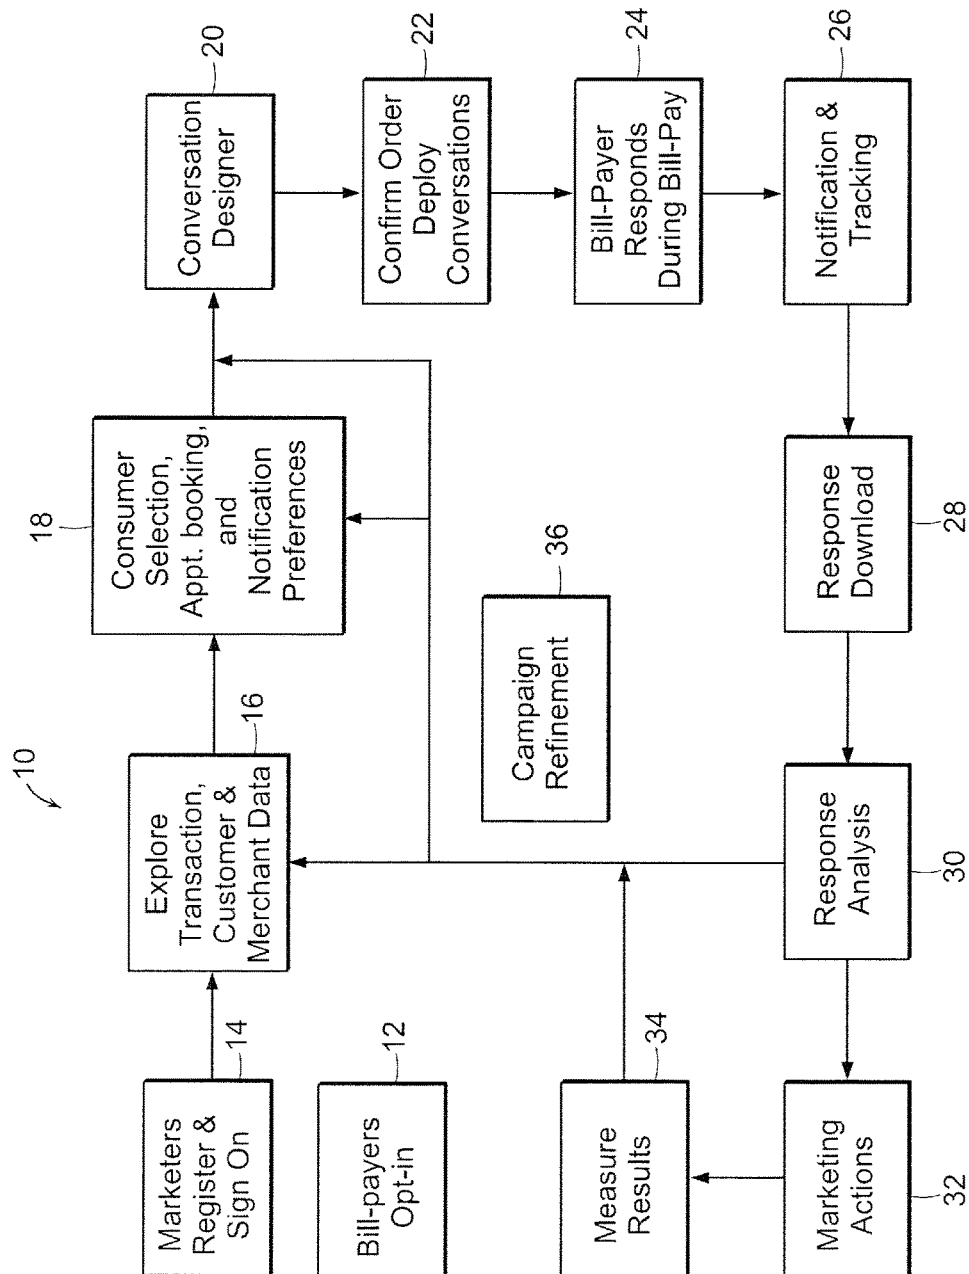 10
Marketers
Register &
Sign On
14
Explore
Transaction,
Customer &
Merchant Data
16
Consumer
Selection,
Appt. booking,
and
Notification
Preferences
18
Conversation
Designer
20
Bill-payers
Opt-in
12
Confirm Order
Deploy
Conversations
22
Campaign
Refinement
36
Measure
Results
34
Bill-Payer
Responds
During Bill-Pay
24
Marketing
Actions
32
Response
Analysis
30
Response
Download
28
Notification &
Tracking
26